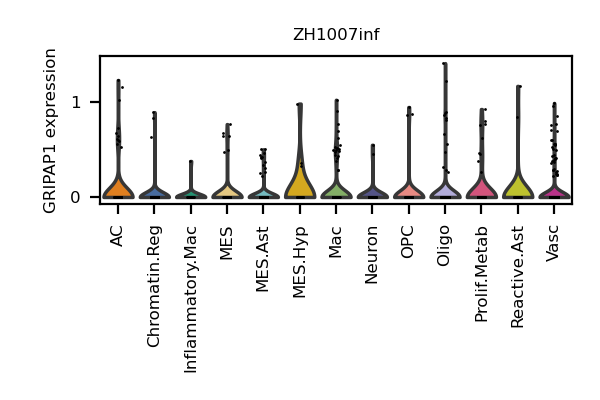 ZH1007inf
GRIPAP1 expression
1
0
AC
Chromatin.Reg
Inflammatory.Mac
MES
MES.Ast
MES.Hyp
Mac
Neuron
OPC
Oligo
Prolif.Metab
Reactive.Ast
Vasc